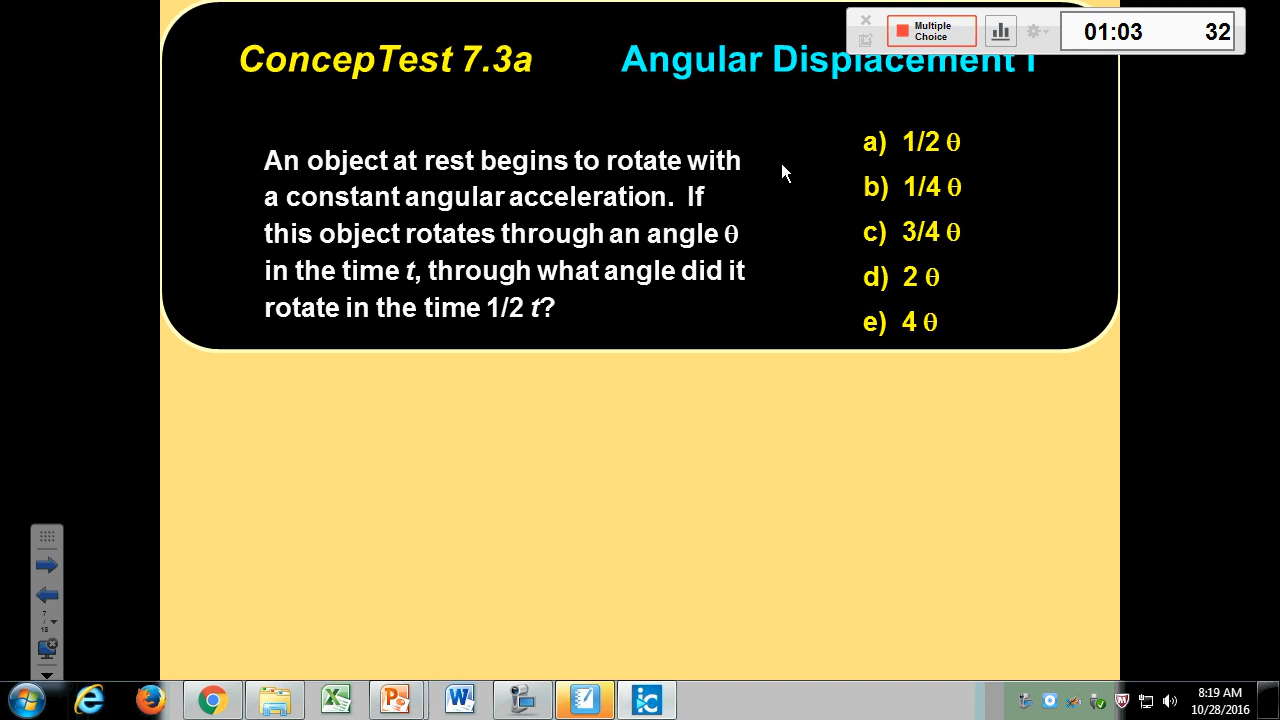 Multiple
Choice
01:03 32
ConcepTest 7.3a Angular Displacement I
An object at rest begins to rotate with
a constant angular acceleration. If
this object rotates through an angle θ
in the time t, through what angle did it
rotate in the time 1/2 t?
a) 1/2 θ
b) 1/4 θ
c) 3/4 θ
d) 2 θ
e) 4 θ
7
/
18
8:19 AM
10/28/2016